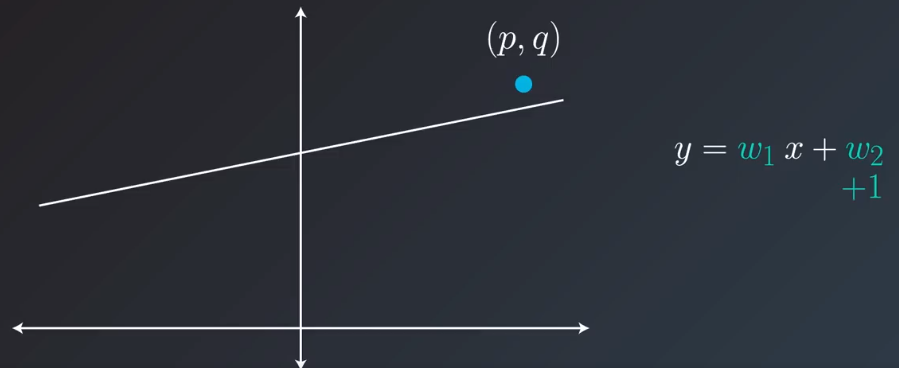 (p, q)
y = w₁ x + w₂
+1